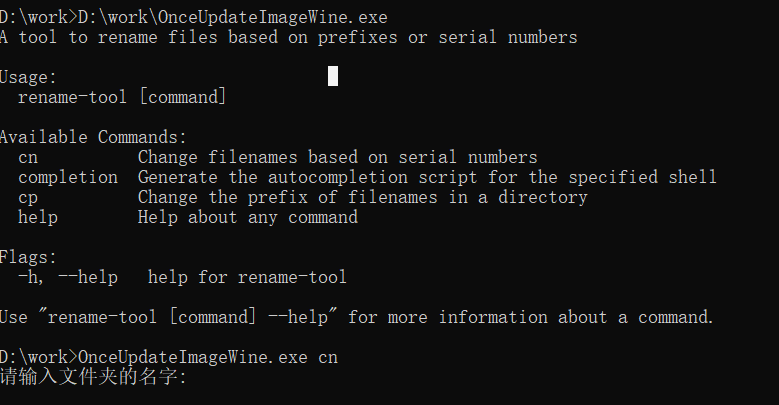 D:\work>D:\work\OnceUpdateImageWine.exe
A tool to rename files based on prefixes or serial numbers
Usage:
  rename-tool [command]
Available Commands:
  cn          Change filenames based on serial numbers
  completion  Generate the autocompletion script for the specified shell
  cp          Change the prefix of filenames in a directory
  help        Help about any command
Flags:
  -h, --help   help for rename-tool
Use "rename-tool [command] --help" for more information about a command.
D:\work>OnceUpdateImageWine.exe cn
请输入文件夹的名字: